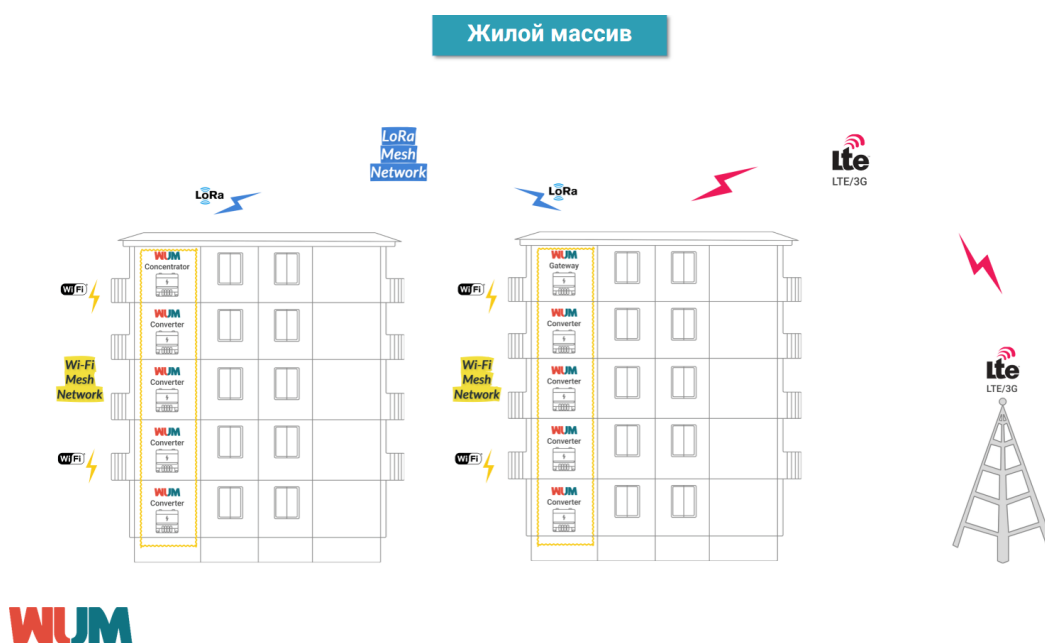 Жилой массив
LoRa
Mesh
Network
Lte
LTE/3G
LoRa
LoRa
WUM
Concentrator
WUM
Gateway
WiFi
WiFi
WUM
Converter
WUM
Converter
Wi-Fi
Mesh
Network
Wi-Fi
Mesh
Network
WUM
Converter
WUM
Converter
Lte
LTE/3G
WUM
Converter
WUM
Converter
WiFi
WiFi
WUM
Converter
WUM
Converter
WUM